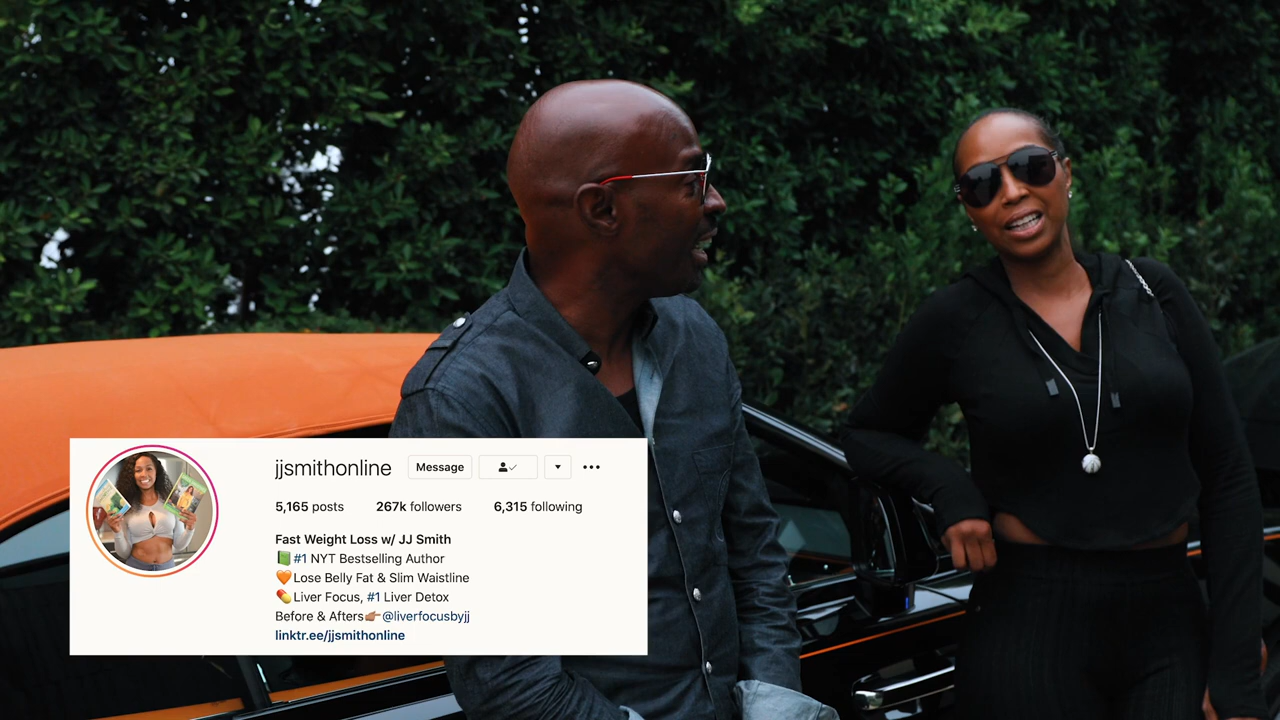 jjsmithonline Message
5,165 posts 267k followers 6,315 following
Fast Weight Loss w/ JJ Smith
📗#1 NYT Bestselling Author
🧡Lose Belly Fat & Slim Waistline
💊Liver Focus, #1 Liver Detox
Before & Afters👉🏽@liverfocusbyjj
linktr.ee/jjsmithonline